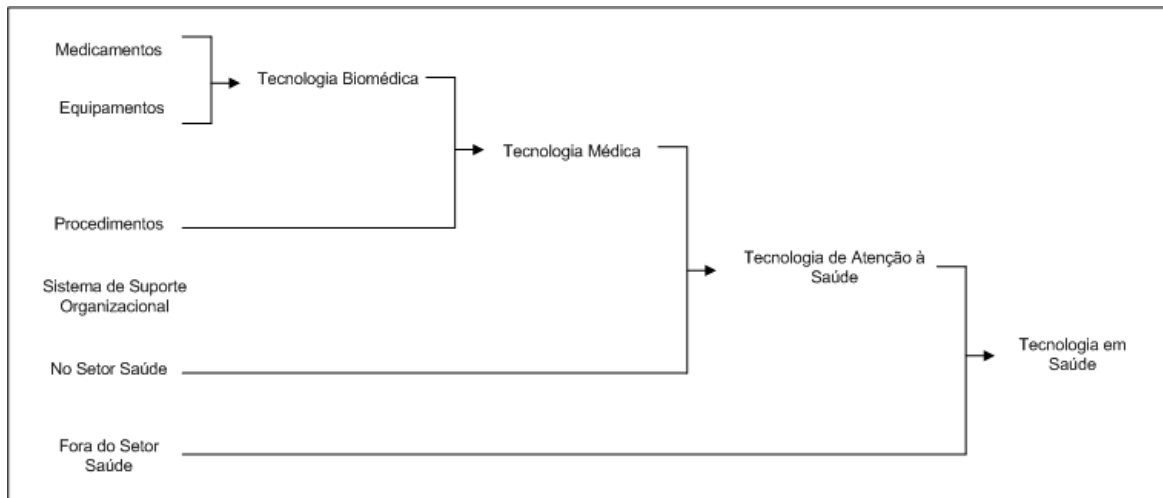 Medicamentos
Tecnologia Biomédica
Equipamentos
Tecnologia Médica
Procedimentos
Tecnologia de Atenção à
Saúde
Sistema de Suporte
Organizacional
Tecnologia em
Saúde
No Setor Saúde
Fora do Setor
Saúde